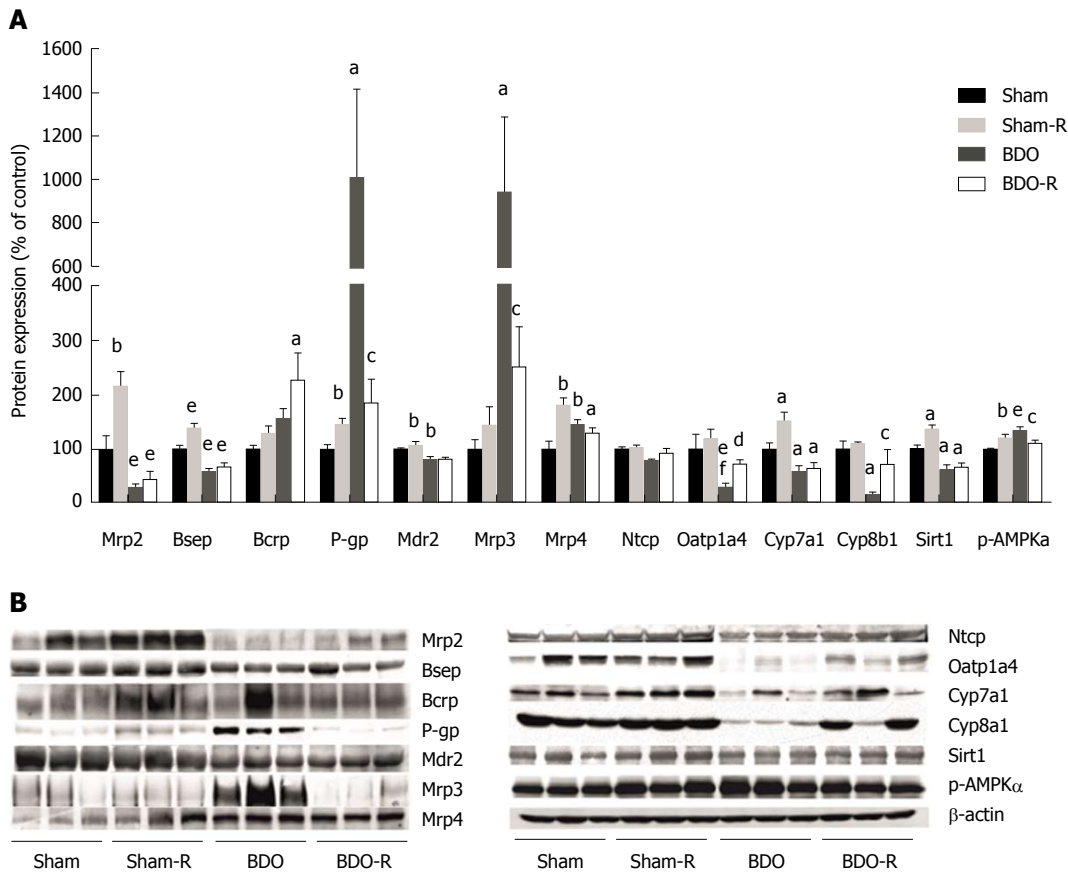 A
1600
1400
1200
1000
800
600
400
300
200
100
0
Protein expression (% of control)
Sham
Sham-R
BDO
BDO-R
b e e
e e e
a
b a c
b b
a c
b b a
e f d
a a a
a c
a a a
b e c
Mrp2 Bsep Bcrp P-gp Mdr2 Mrp3 Mrp4 Ntcp Oatp1a4 Cyp7a1 Cyp8b1 Sirt1 p-AMPKa
B
Mrp2
Bsep
Bcrp
P-gp
Mdr2
Mrp3
Mrp4
Sham Sham-R BDO BDO-R
Ntcp
Oatp1a4
Cyp7a1
Cyp8a1
Sirt1
p-AMPKα
β-actin
Sham Sham-R BDO BDO-R